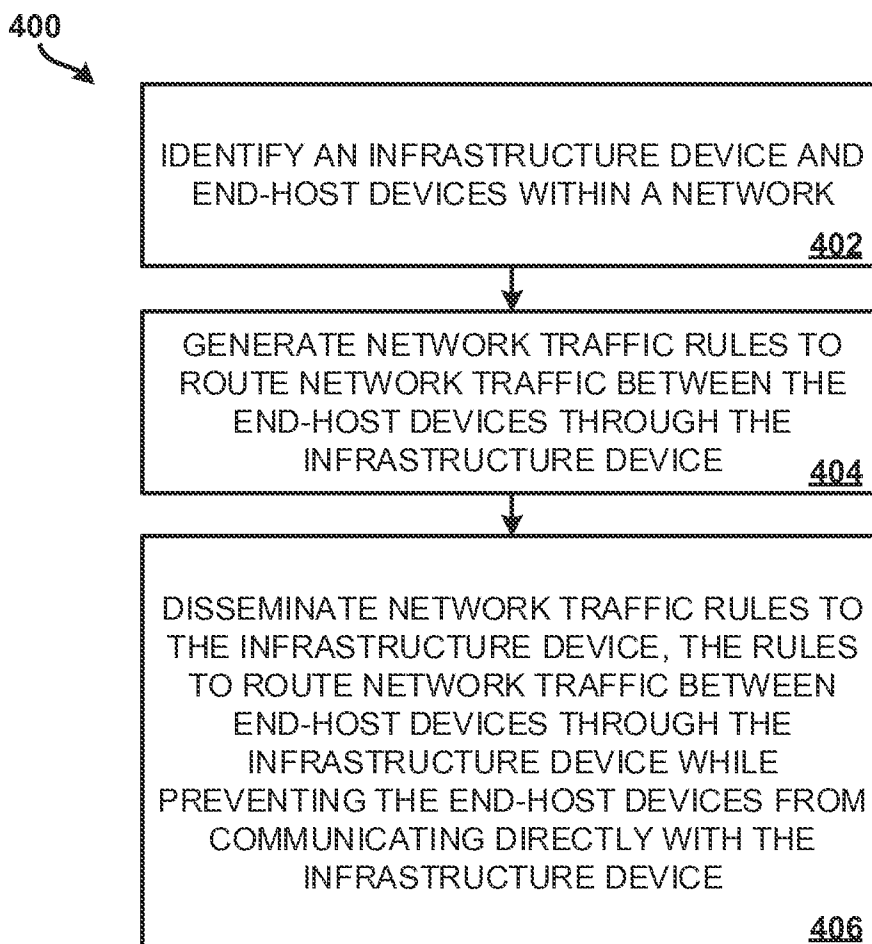 400
IDENTIFY AN INFRASTRUCTURE DEVICE AND
END-HOST DEVICES WITHIN A NETWORK
402
GENERATE NETWORK TRAFFIC RULES TO
ROUTE NETWORK TRAFFIC BETWEEN THE
END-HOST DEVICES THROUGH THE
INFRASTRUCTURE DEVICE
404
DISSEMINATE NETWORK TRAFFIC RULES TO
THE INFRASTRUCTURE DEVICE, THE RULES
TO ROUTE NETWORK TRAFFIC BETWEEN
END-HOST DEVICES THROUGH THE
INFRASTRUCTURE DEVICE WHILE
PREVENTING THE END-HOST DEVICES FROM
COMMUNICATING DIRECTLY WITH THE
INFRASTRUCTURE DEVICE
406